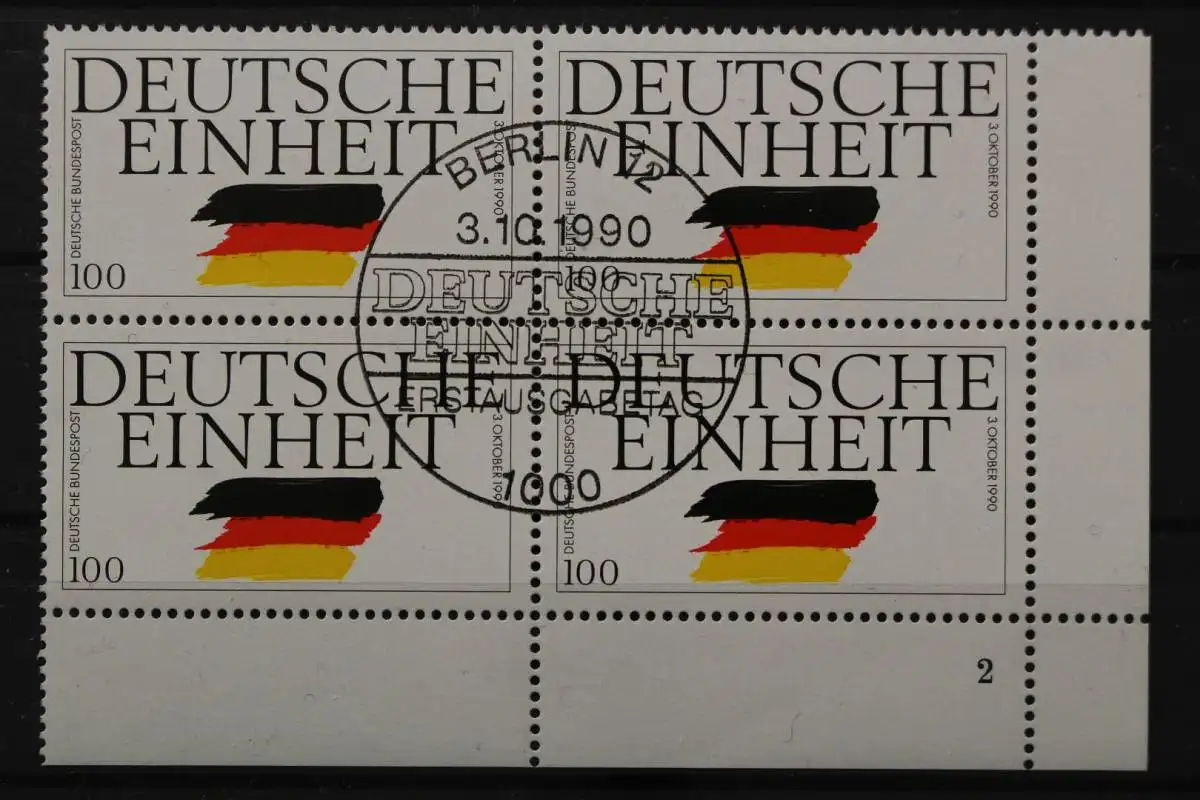 DEUTSCHE
EINHEIT
DEUTSCHE BUNDESPOST
3. OKTOBER 1990
100
DEUTSCHE
EINHEIT
DEUTSCHE BUNDESPOST
3. OKTOBER 1990
100
BERLIN 12
3.10.1990
DEUTSCHE
EINHEIT
ERSTAUSGABETAG
1000
DEUTSCHE
EINHEIT
DEUTSCHE BUNDESPOST
3. OKTOBER 199
100
DEUTSCHE
EINHEIT
DEUTSCHE BUNDESPOST
3. OKTOBER 1990
100
2